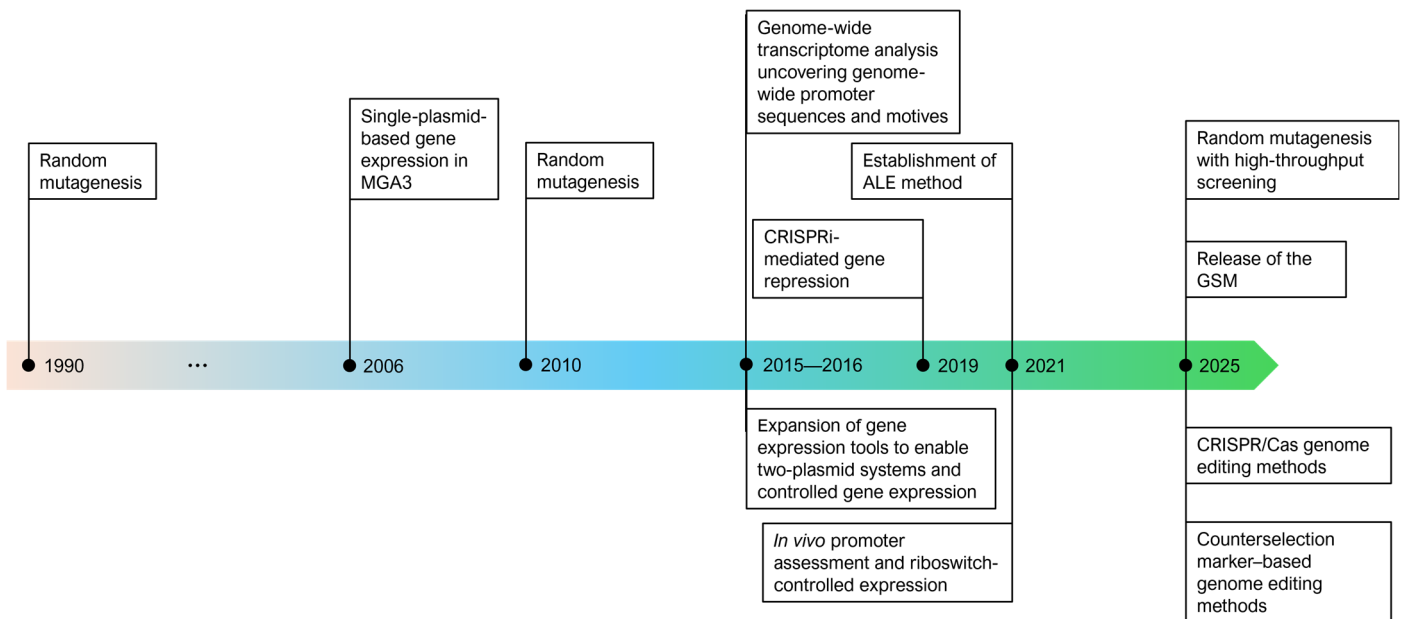 Genome-wide
transcriptome analysis
uncovering genome-
wide promoter
sequences and motives
Single-plasmid-
based gene
expression in
MGA3
Random
mutagenesis
Random
mutagenesis
Establishment of
ALE method
Random mutagenesis
with high-throughput
screening
CRISPRi-
mediated gene
repression
Release of the
GSM
1990
...
2006
2010
2015—2016
2019
2021
2025
Expansion of gene
expression tools to enable
two-plasmid systems and
controlled gene expression
CRISPR/Cas genome
editing methods
In vivo promoter
assessment and riboswitch-
controlled expression
Counterselection
marker–based
genome editing
methods